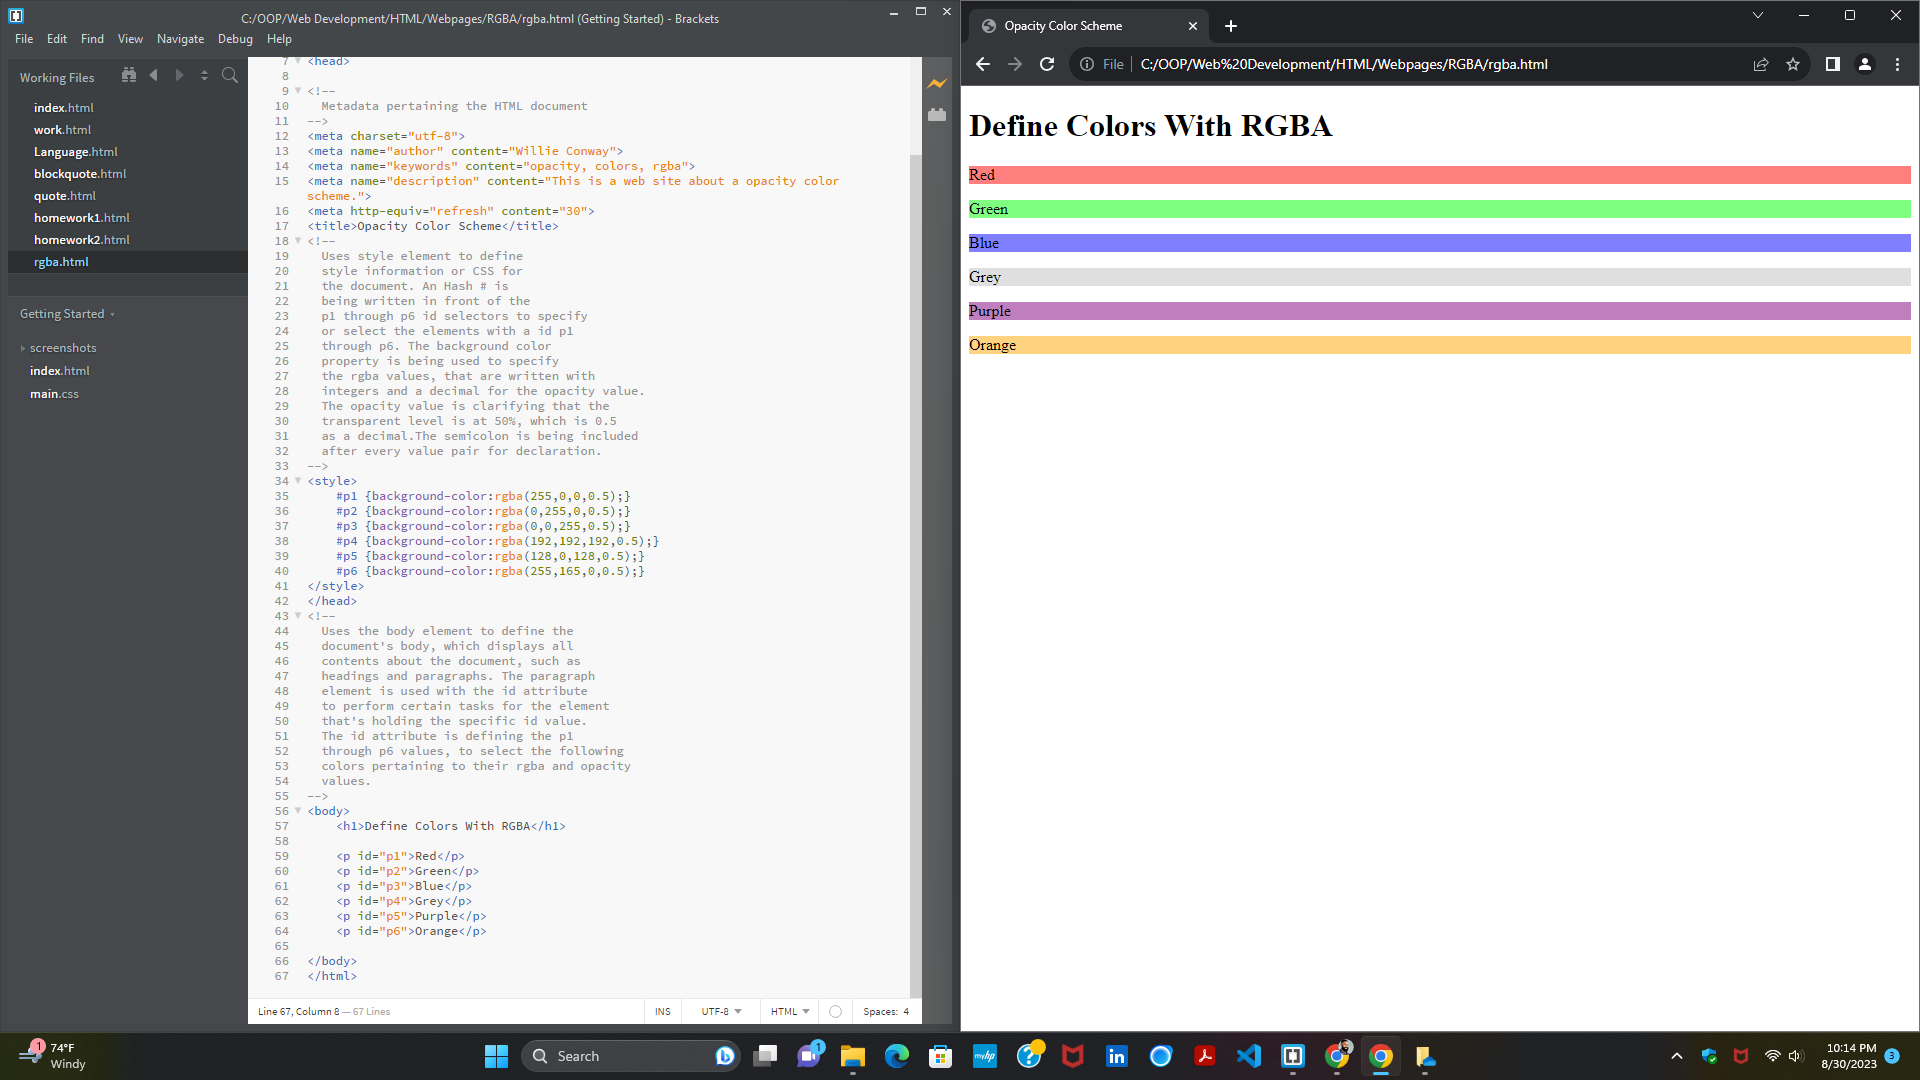 C:/OOP/Web Development/HTML/Webpages/RGBA/rgba.html (Getting Started) - Brackets
File Edit Find View Navigate Debug Help
Working Files
index.html
work.html
Language.html
blockquote.html
quote.html
homework1.html
homework2.html
rgba.html
Getting Started
screenshots
index.html
main.css
7 <head>
8
9 <!--
10 Metadata pertaining the HTML document
11 -->
12 <meta charset="utf-8">
13 <meta name="author" content="Willie Conway">
14 <meta name="keywords" content="opacity, colors, rgba">
15 <meta name="description" content="This is a web site about a opacity color
scheme.">
16 <meta http-equiv="refresh" content="30">
17 <title>Opacity Color Scheme</title>
18 <!--
19 Uses style element to define
20 style information or CSS for
21 the document. An Hash # is
22 being written in front of the
23 p1 through p6 id selectors to specify
24 or select the elements with a id p1
25 through p6. The background color
26 property is being used to specify
27 the rgba values, that are written with
28 integers and a decimal for the opacity value.
29 The opacity value is clarifying that the
30 transparent level is at 50%, which is 0.5
31 as a decimal.The semicolon is being included
32 after every value pair for declaration.
33 -->
34 <style>
35 #p1 {background-color:rgba(255,0,0,0.5);}
36 #p2 {background-color:rgba(0,255,0,0.5);}
37 #p3 {background-color:rgba(0,0,255,0.5);}
38 #p4 {background-color:rgba(192,192,192,0.5);}
39 #p5 {background-color:rgba(128,0,128,0.5);}
40 #p6 {background-color:rgba(255,165,0,0.5);}
41 </style>
42 </head>
43 <!--
44 Uses the body element to define the
45 document's body, which displays all
46 contents about the document, such as
47 headings and paragraphs. The paragraph
48 element is used with the id attribute
49 to perform certain tasks for the element
50 that's holding the specific id value.
51 The id attribute is defining the p1
52 through p6 values, to select the following
53 colors pertaining to their rgba and opacity
54 values.
55 -->
56 <body>
57 <h1>Define Colors With RGBA</h1>
58
59 <p id="p1">Red</p>
60 <p id="p2">Green</p>
61 <p id="p3">Blue</p>
62 <p id="p4">Grey</p>
63 <p id="p5">Purple</p>
64 <p id="p6">Orange</p>
65
66 </body>
67 </html>
Line 67, Column 8 — 67 Lines
INS UTF-8 HTML Spaces: 4
Opacity Color Scheme
File C:/OOP/Web%20Development/HTML/Webpages/RGBA/rgba.html
Define Colors With RGBA
Red
Green
Blue
Grey
Purple
Orange
1
74°F
Windy
Search
1
myhp
in
10:14 PM
8/30/2023
3